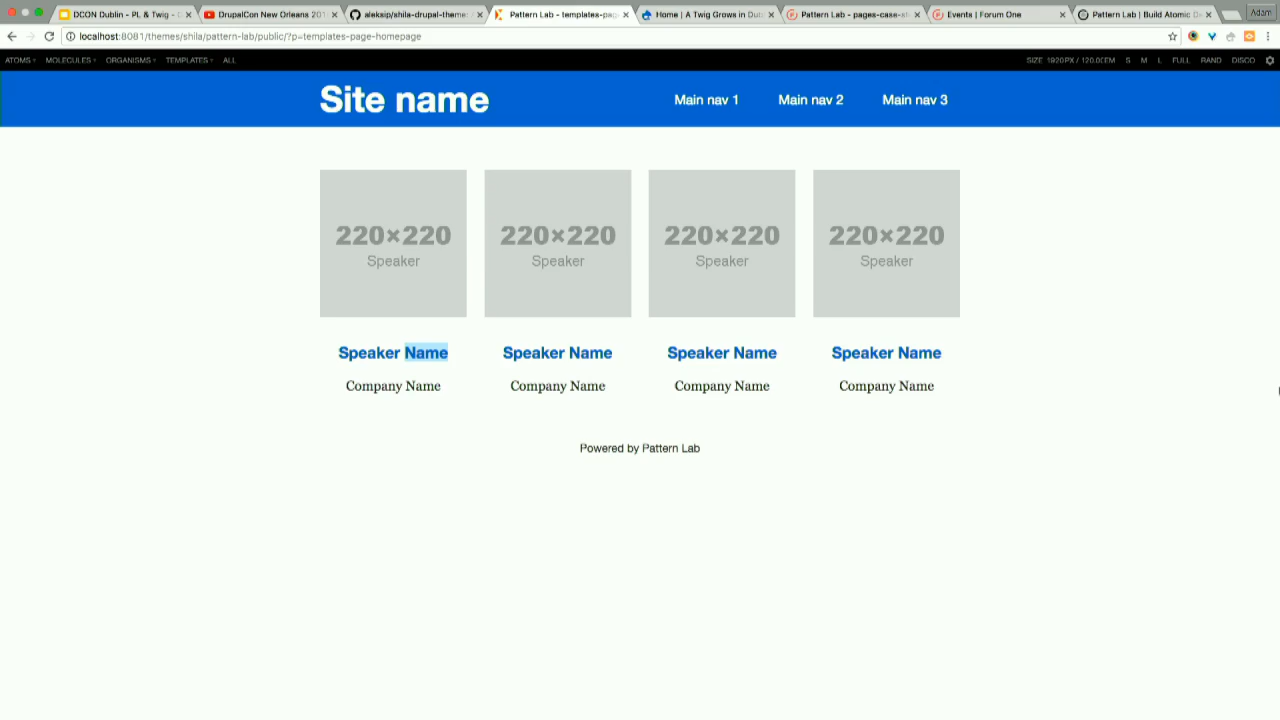 DCON Dublin - PL & Twig - D
DrupalCon New Orleans 201
aleksip/shila-drupal-theme:
Pattern Lab - templates-pag
Home | A Twig Grows in Dub
Pattern Lab - pages-case-st
Events | Forum One
Pattern Lab | Build Atomic De
Adam
localhost:8081/themes/shila/pattern-lab/public/?p=templates-page-homepage
ATOMS MOLECULES ORGANISMS TEMPLATES ALL
SIZE 1920PX / 120.00EM S M L FULL RAND DISCO
Site name
Main nav 1 Main nav 2 Main nav 3
220×220 220×220 220×220 220×220
Speaker Speaker Speaker Speaker
Speaker Name Speaker Name Speaker Name Speaker Name
Company Name Company Name Company Name Company Name
Powered by Pattern Lab